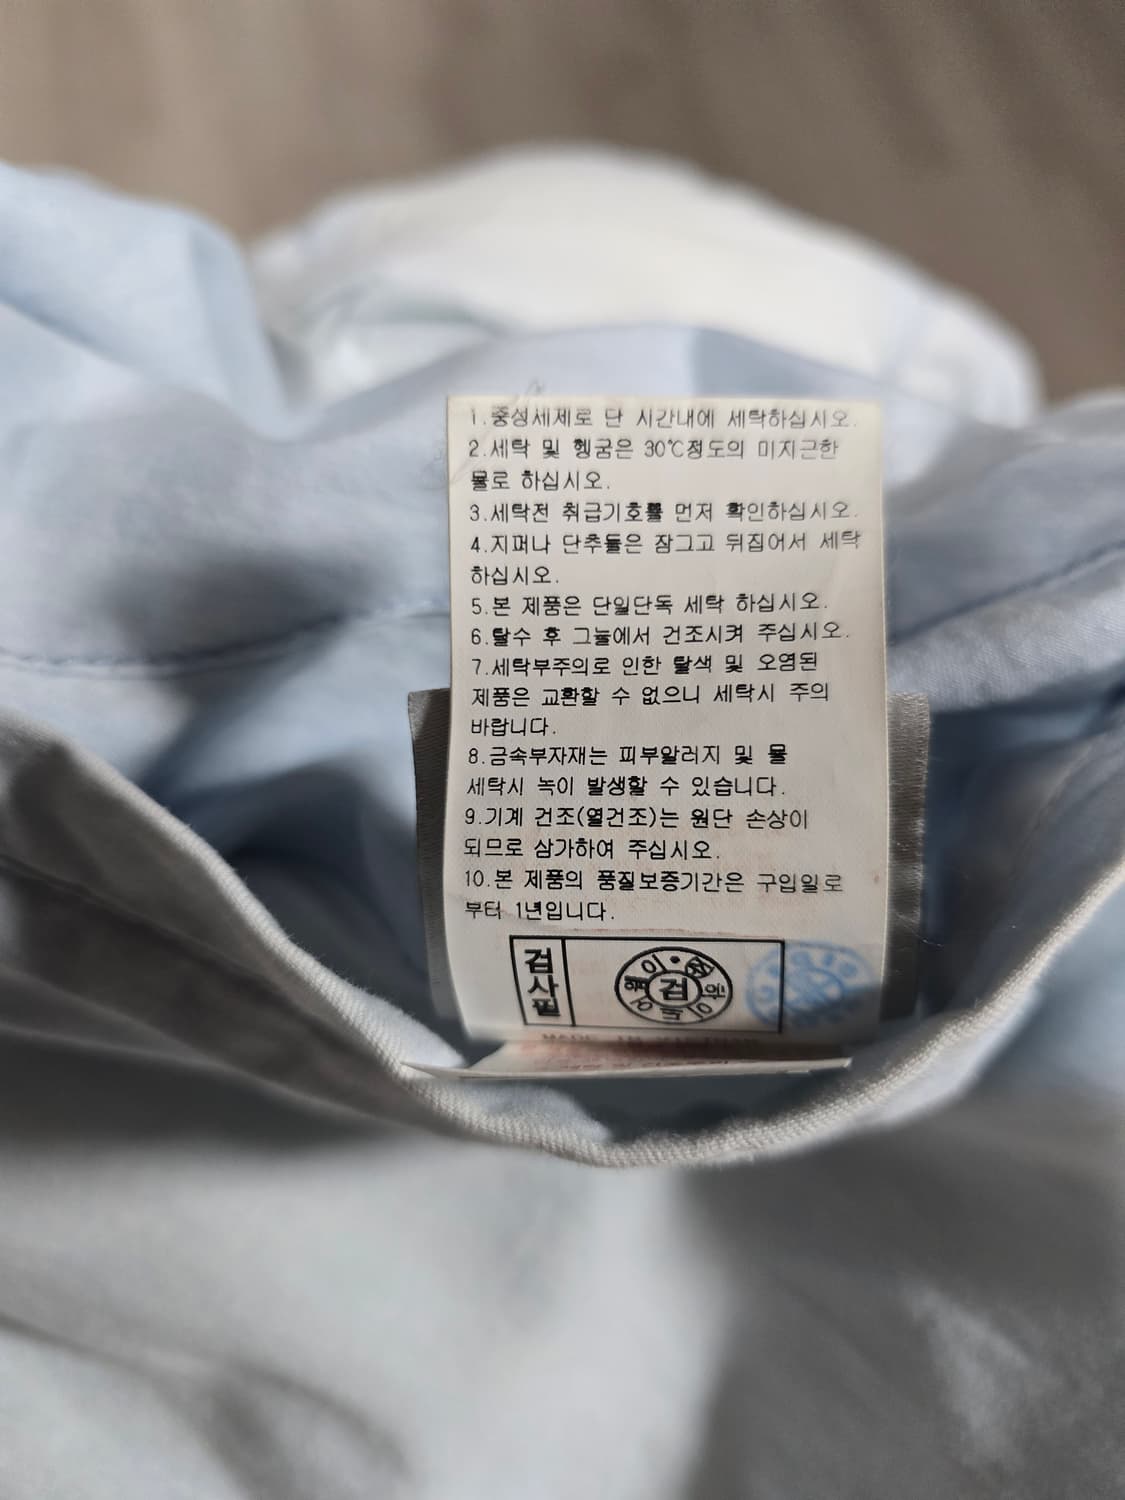 1.중성세제로 단 시간내에 세탁하십시오.
2.세탁 및 헹굼은 30℃정도의 미지근한
물로 하십시오.
3.세탁전 취급기호를 먼저 확인하십시오.
4.지퍼나 단추들은 잠그고 뒤집어서 세탁
하십시오.
5.본 제품은 단일단독 세탁 하십시오.
6.탈수 후 그늘에서 건조시켜 주십시오.
7.세탁부주의로 인한 탈색 및 오염된
제품은 교환할 수 없으니 세탁시 주의
바랍니다.
8.금속부자재는 피부알러지 및 물
세탁시 녹이 발생할 수 있습니다.
9.기계 건조(열건조)는 원단 손상이
되므로 삼가하여 주십시오.
10.본 제품의 품질보증기간은 구입일로
부터 1년입니다.
검사필
검